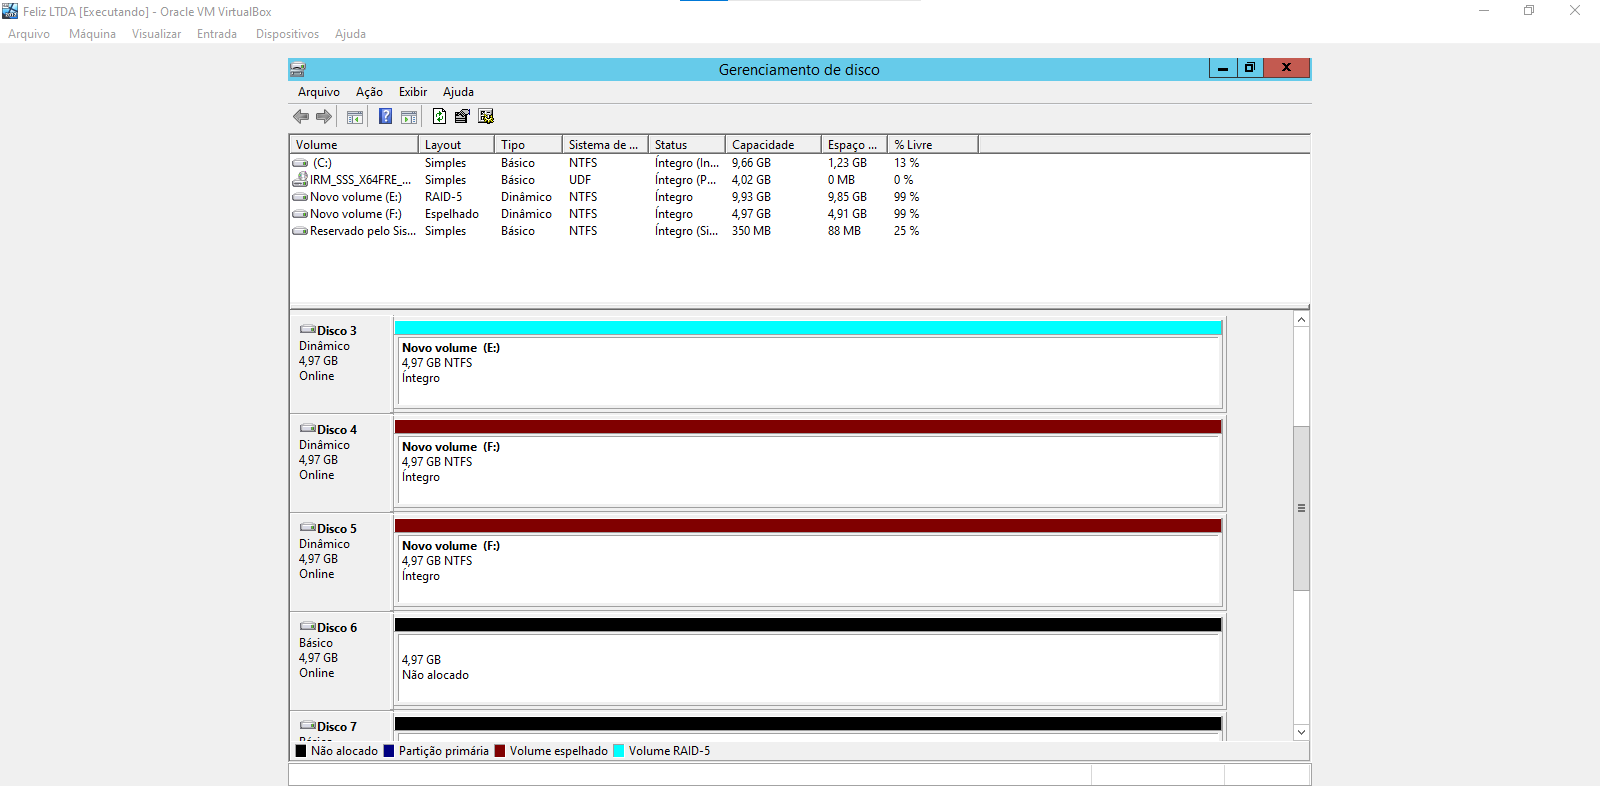 Feliz LTDA [Executando] - Oracle VM VirtualBox
Arquivo Máquina Visualizar Entrada Dispositivos Ajuda
Gerenciamento de disco
Arquivo Ação Exibir Ajuda
Volume Layout Tipo Sistema de ... Status Capacidade Espaço ... % Livre
(C:) Simples Básico NTFS Íntegro (In... 9,66 GB 1,23 GB 13 %
IRM_SSS_X64FRE_... Simples Básico UDF Íntegro (P... 4,02 GB 0 MB 0 %
Novo volume (E:) RAID-5 Dinâmico NTFS Íntegro 9,93 GB 9,85 GB 99 %
Novo volume (F:) Espelhado Dinâmico NTFS Íntegro 4,97 GB 4,91 GB 99 %
Reservado pelo Sis... Simples Básico NTFS Íntegro (Si... 350 MB 88 MB 25 %
Disco 3
Dinâmico
4,97 GB
Online
Novo volume (E:)
4,97 GB NTFS
Íntegro
Disco 4
Dinâmico
4,97 GB
Online
Novo volume (F:)
4,97 GB NTFS
Íntegro
Disco 5
Dinâmico
4,97 GB
Online
Novo volume (F:)
4,97 GB NTFS
Íntegro
Disco 6
Básico
4,97 GB
Online
4,97 GB
Não alocado
Disco 7
Não alocado Partição primária Volume espelhado Volume RAID-5